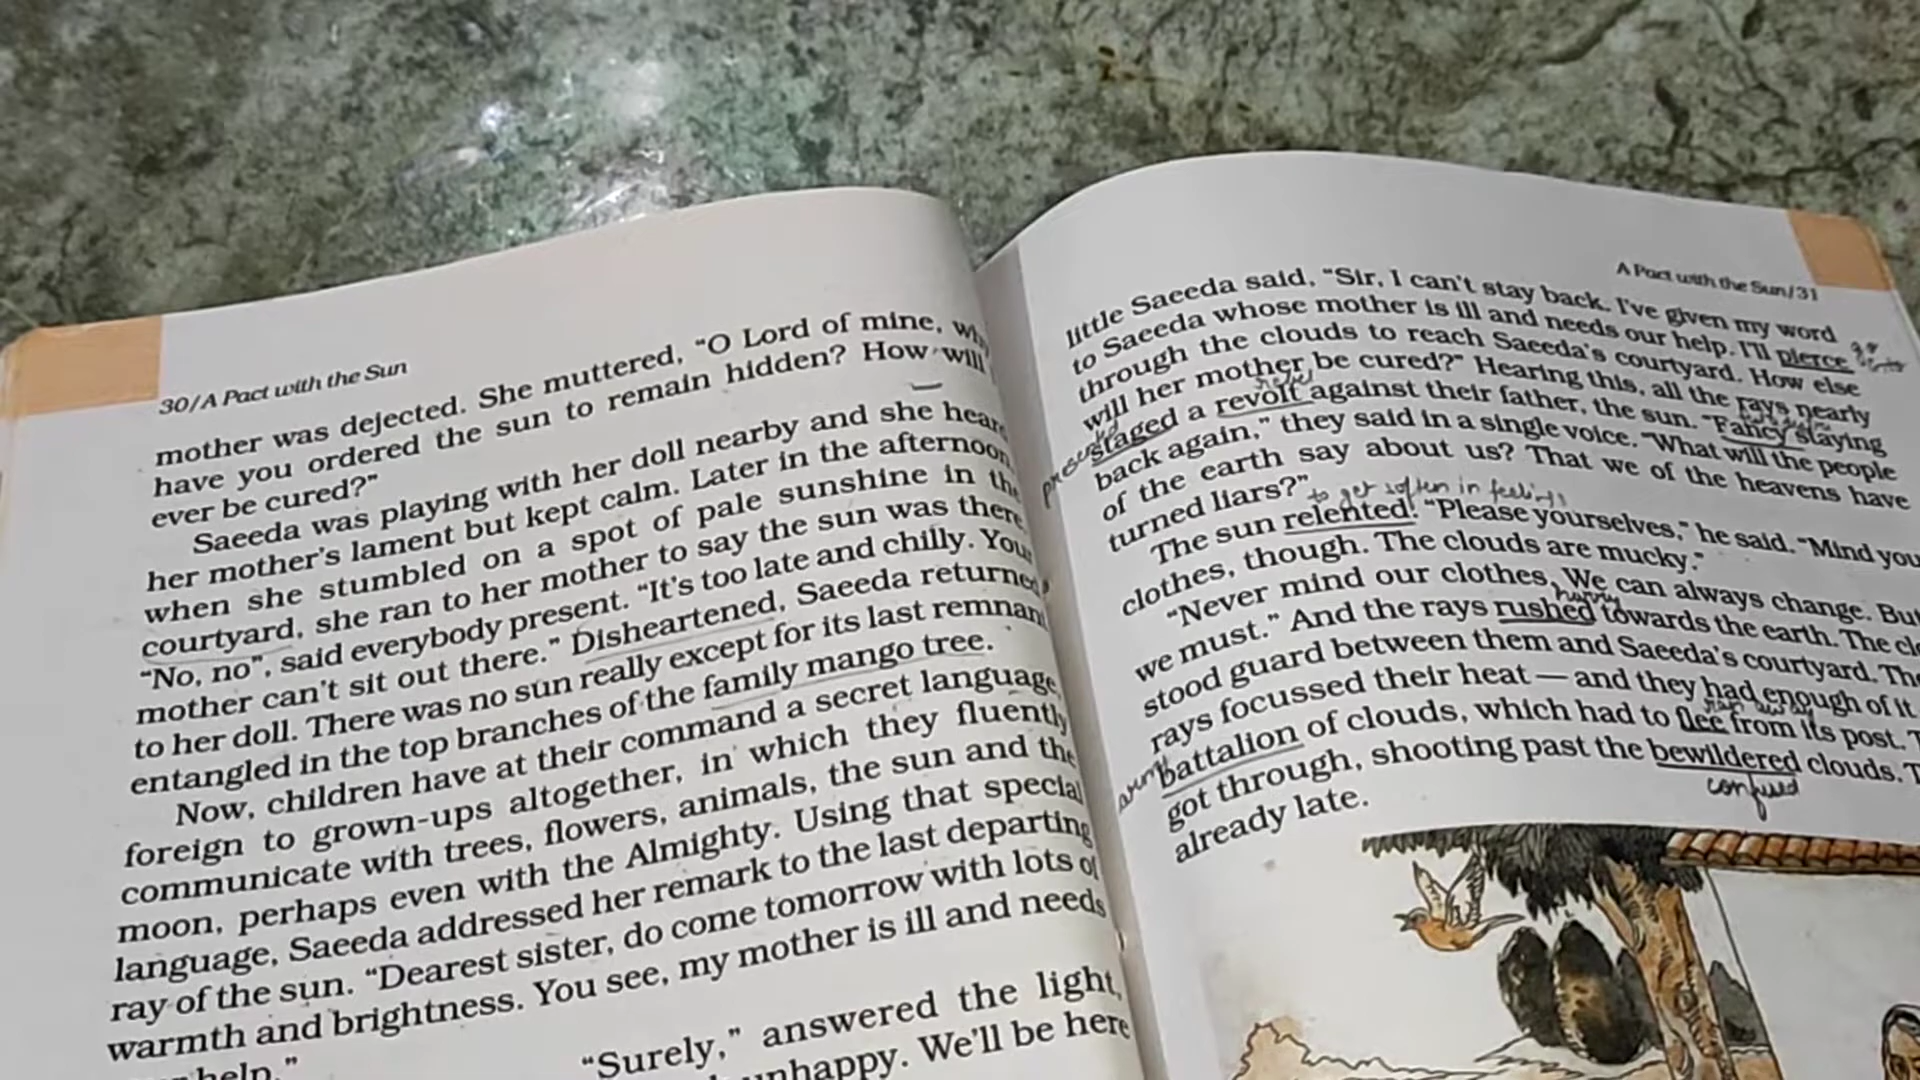 30/A Pact with the Sun
mother was dejected. She muttered, "O Lord of mine,
have you ordered the sun to remain hidden? How will
ever be cured?"
Saeeda was playing with her doll nearby and she
her mother's lament but kept calm. Later in the afternoon
when she stumbled on a spot of pale sunshine in the
courtyard, she ran to her mother to say the sun was there.
"No, no", said everybody present. "It's too late and chilly. Your
mother can't sit out there." Disheartened, Saeeda returned
to her doll. There was no sun really except for its last remnant
entangled in the top branches of the family mango tree.
Now, children have at their command a secret language,
foreign to grown-ups altogether, in which they fluently
communicate with trees, flowers, animals, the sun and the
moon, perhaps even with the Almighty. Using that special
language, Saeeda addressed her remark to the last departing
ray of the sun. "Dearest sister, do come tomorrow with lots of
warmth and brightness. You see, my mother is ill and needs
help."
"Surely," answered the light,
unhappy. We'll be here
A Pact with the Sun/31
little Saeeda said, "Sir, I can't stay back. I've given my word
to Saeeda whose mother is ill and needs our help. I'll pierce
through the clouds to reach Saeeda's courtyard. How else
will her mother be cured?" Hearing this, all the rays nearly
rebel
staged a revolt against their father, the sun. "Fancy staying
back again," they said in a single voice. "What will the people
of the earth say about us? That we of the heavens have
turned liars?"
to get soften in feelings
The sun relented. "Please yourselves," he said. "Mind you
clothes, though. The clouds are mucky."
"Never mind our clothes. We can always change. But
happy
we must." And the rays rushed towards the earth. The
stood guard between them and Saeeda's courtyard. The
rays focussed their heat — and they had enough of it
ran away
battalion of clouds, which had to flee from its post.
got through, shooting past the bewildered clouds.
confused
already late.